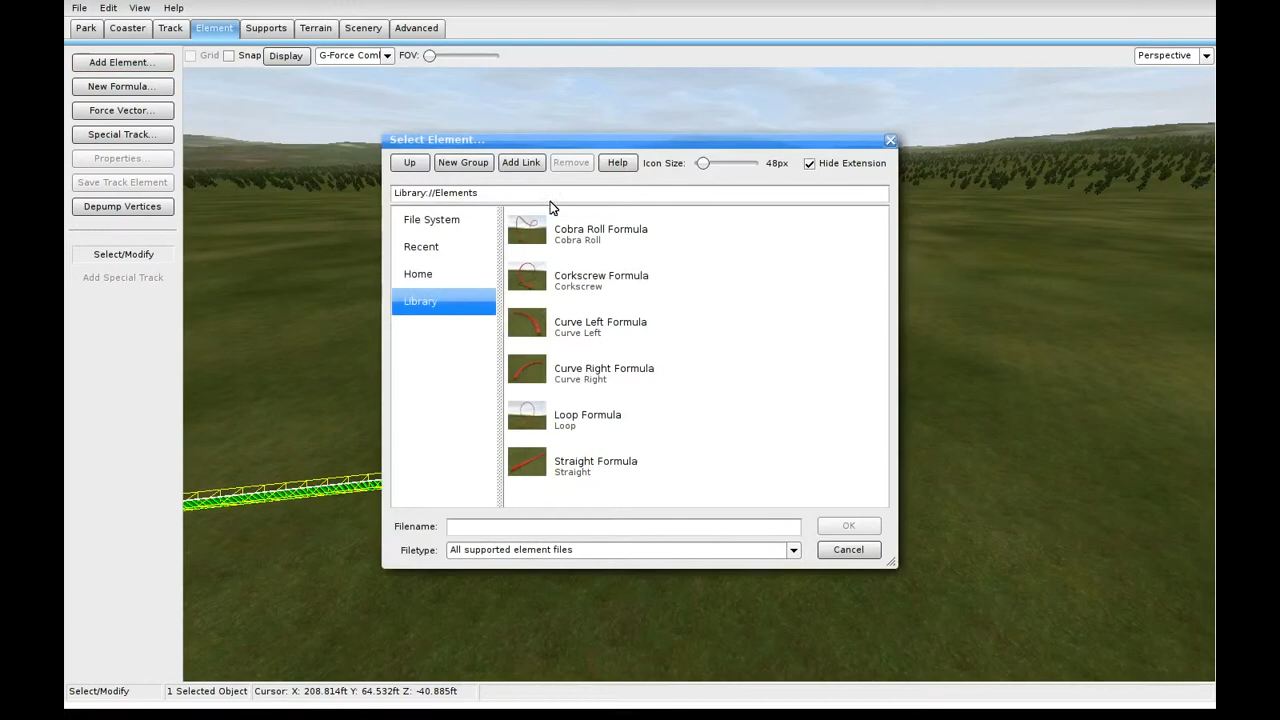 File Edit View Help
Park Coaster Track Element Supports Terrain Scenery Advanced
Add Element... Grid Snap Display G-Force Coml FOV: Perspective
New Formula...
Force Vector...
Special Track...
Properties...
Save Track Element
Depump Vertices
Select/Modify
Add Special Track
Select Element...
Up New Group Add Link Remove Help Icon Size: 48px Hide Extension
Library://Elements
File System
Recent
Home
Library
Cobra Roll Formula
Cobra Roll
Corkscrew Formula
Corkscrew
Curve Left Formula
Curve Left
Curve Right Formula
Curve Right
Loop Formula
Loop
Straight Formula
Straight
Filename: OK
Filetype: All supported element files Cancel
Select/Modify 1 Selected Object Cursor: X: 208.814ft Y: 64.532ft Z: -40.885ft